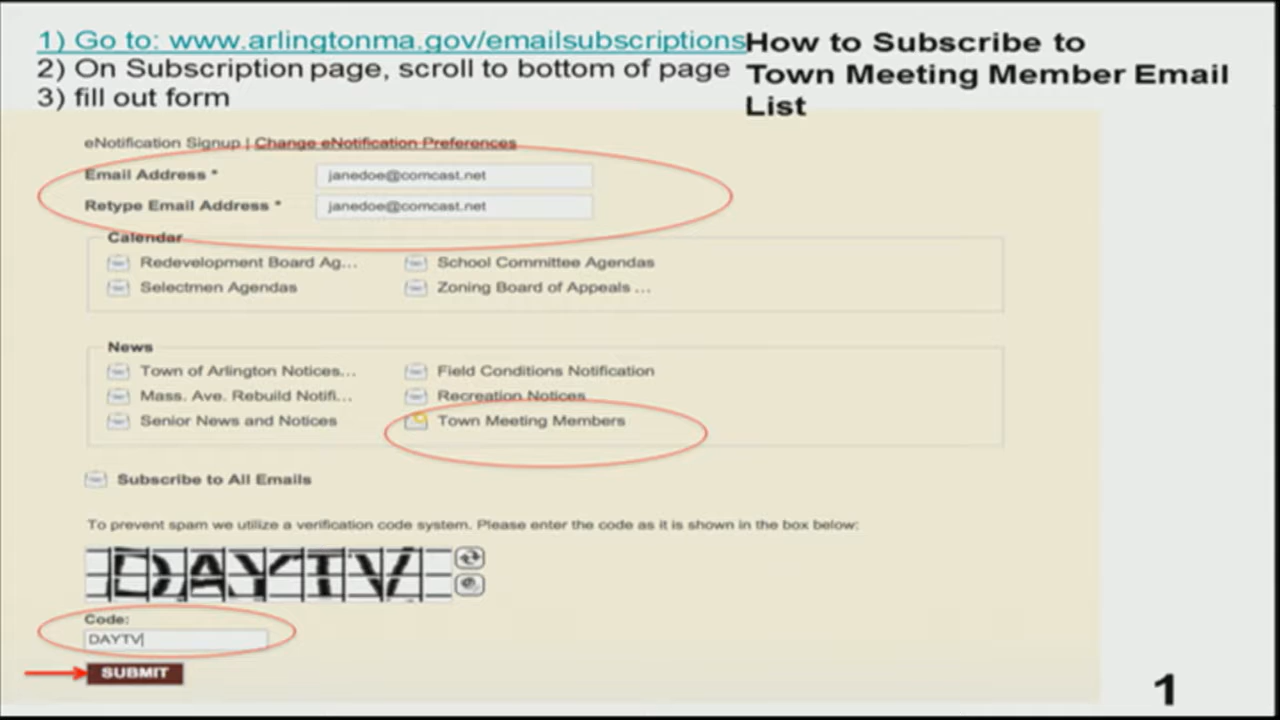 1) Go to: www.arlingtonma.gov/emailsubscriptions
2) On Subscription page, scroll to bottom of page
3) fill out form
How to Subscribe to
Town Meeting Member Email
List
eNotification Signup | Change eNotification Preferences
Email Address * janedoe@comcast.net
Retype Email Address * janedoe@comcast.net
Calendar
Redevelopment Board Ag... School Committee Agendas
Selectmen Agendas Zoning Board of Appeals ...
News
Town of Arlington Notices... Field Conditions Notification
Mass. Ave. Rebuild Notifi... Recreation Notices
Senior News and Notices Town Meeting Members
Subscribe to All Emails
To prevent spam we utilize a verification code system. Please enter the code as it is shown in the box below:
DAYTV
Code:
DAYTV
SUBMIT
1